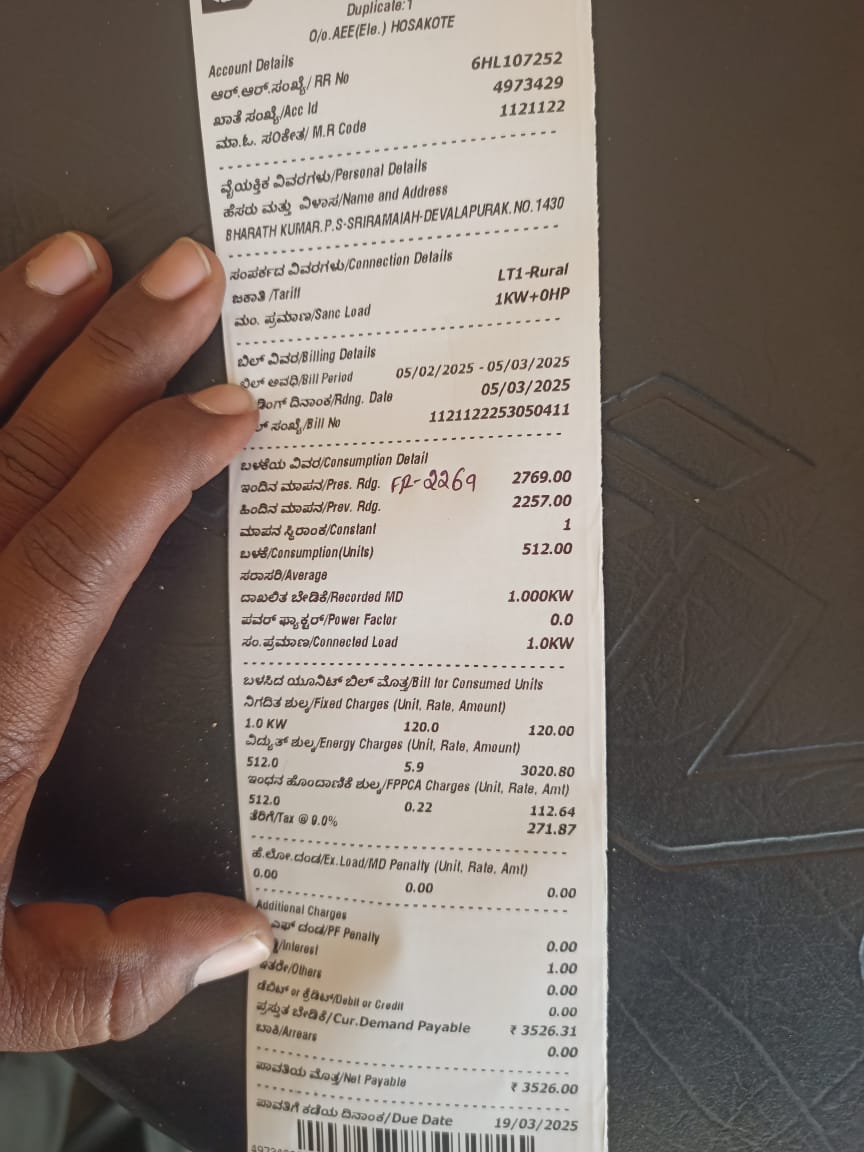 Duplicate:1
O/o.AEE(Ele.) HOSAKOTE
Account Details
ಆರ್.ಆರ್.ಸಂಖ್ಯೆ/ RR No 6HL107252
ಖಾತೆ ಸಂಖ್ಯೆ/Acc Id 4973429
ಮಾ.ಓ. ಸಂಕೇತ/ M.R Code 1121122
ವೈಯಕ್ತಿಕ ವಿವರಗಳು/Personal Details
ಹೆಸರು ಮತ್ತು ವಿಳಾಸ/Name and Address
BHARATH KUMAR.P.S-SRIRAMAIAH-DEVALAPURAK.NO.1430
ಸಂಪರ್ಕದ ವಿವರಗಳು/Connection Details
ಜಕಾತಿ /Tariff LT1-Rural
ಮಂ. ಪ್ರಮಾಣ/Sanc Load 1KW+0HP
ಬಿಲ್ ವಿವರ/Billing Details
ಬಿಲ್ ಅವಧಿ/Bill Period 05/02/2025 - 05/03/2025
ಡಿಂಗ್ ದಿನಾಂಕ/Rdng. Date 05/03/2025
ಲ್ ಸಂಖ್ಯೆ/Bill No 1121122253050411
ಬಳಕೆಯ ವಿವರ/Consumption Detail
ಇಂದಿನ ಮಾಪನ/Pres. Rdg. FR-2269 2769.00
ಹಿಂದಿನ ಮಾಪನ/Prev. Rdg. 2257.00
ಮಾಪನ ಸ್ಥಿರಾಂಕ/Constant 1
ಬಳಕೆ/Consumption(Units) 512.00
ಸರಾಸರಿ/Average
ದಾಖಲಿತ ಬೇಡಿಕೆ/Recorded MD 1.000KW
ಪವರ್ ಫ್ಯಾಕ್ಟರ್/Power Factor 0.0
ಸಂ.ಪ್ರಮಾಣ/Connected Load 1.0KW
ಬಳಸಿದ ಯೂನಿಟ್ ಬಿಲ್ ಮೊತ್ತ/Bill for Consumed Units
ನಿಗದಿತ ಶುಲ್ಕ/Fixed Charges (Unit, Rate, Amount)
1.0 KW 120.0 120.00
ವಿದ್ಯುತ್ ಶುಲ್ಕ/Energy Charges (Unit, Rate, Amount)
512.0 5.9 3020.80
ಇಂಧನ ಹೊಂದಾಣಿಕೆ ಶುಲ್ಕ/FPPCA Charges (Unit, Rate, Amt)
512.0 0.22 112.64
ತೆರಿಗೆ/Tax @ 9.0% 271.87
ಹೆ.ಲೋ.ದಂಡ/Ex.Load/MD Penalty (Unit, Rate, Amt)
0.00 0.00 0.00
Additional Charges
ಎಫ್ ದಂಡ/PF Penalty 0.00
/Interest 1.00
ಇತರೇ/Others 0.00
ಡೆಬಿಟ್ or ಕ್ರೆಡಿಟ್/Debit or Credit 0.00
ಪ್ರಸ್ತುತ ಬೇಡಿಕೆ/Cur.Demand Payable ₹ 3526.31
ಬಾಕಿ/Arrears 0.00
ಪಾವತಿಯ ಮೊತ್ತ/Net Payable ₹ 3526.00
ಪಾವತಿಗೆ ಕಡೆಯ ದಿನಾಂಕ/Due Date 19/03/2025